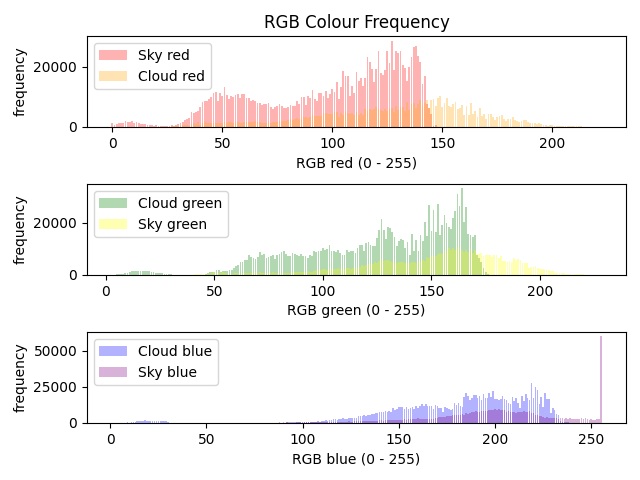 RGB Colour Frequency
Sky red
Cloud red
20000
0
frequency
0 50 100 150 200
RGB red (0 - 255)
Cloud green
Sky green
20000
0
frequency
0 50 100 150 200
RGB green (0 - 255)
Cloud blue
Sky blue
50000
25000
0
frequency
0 50 100 150 200 250
RGB blue (0 - 255)